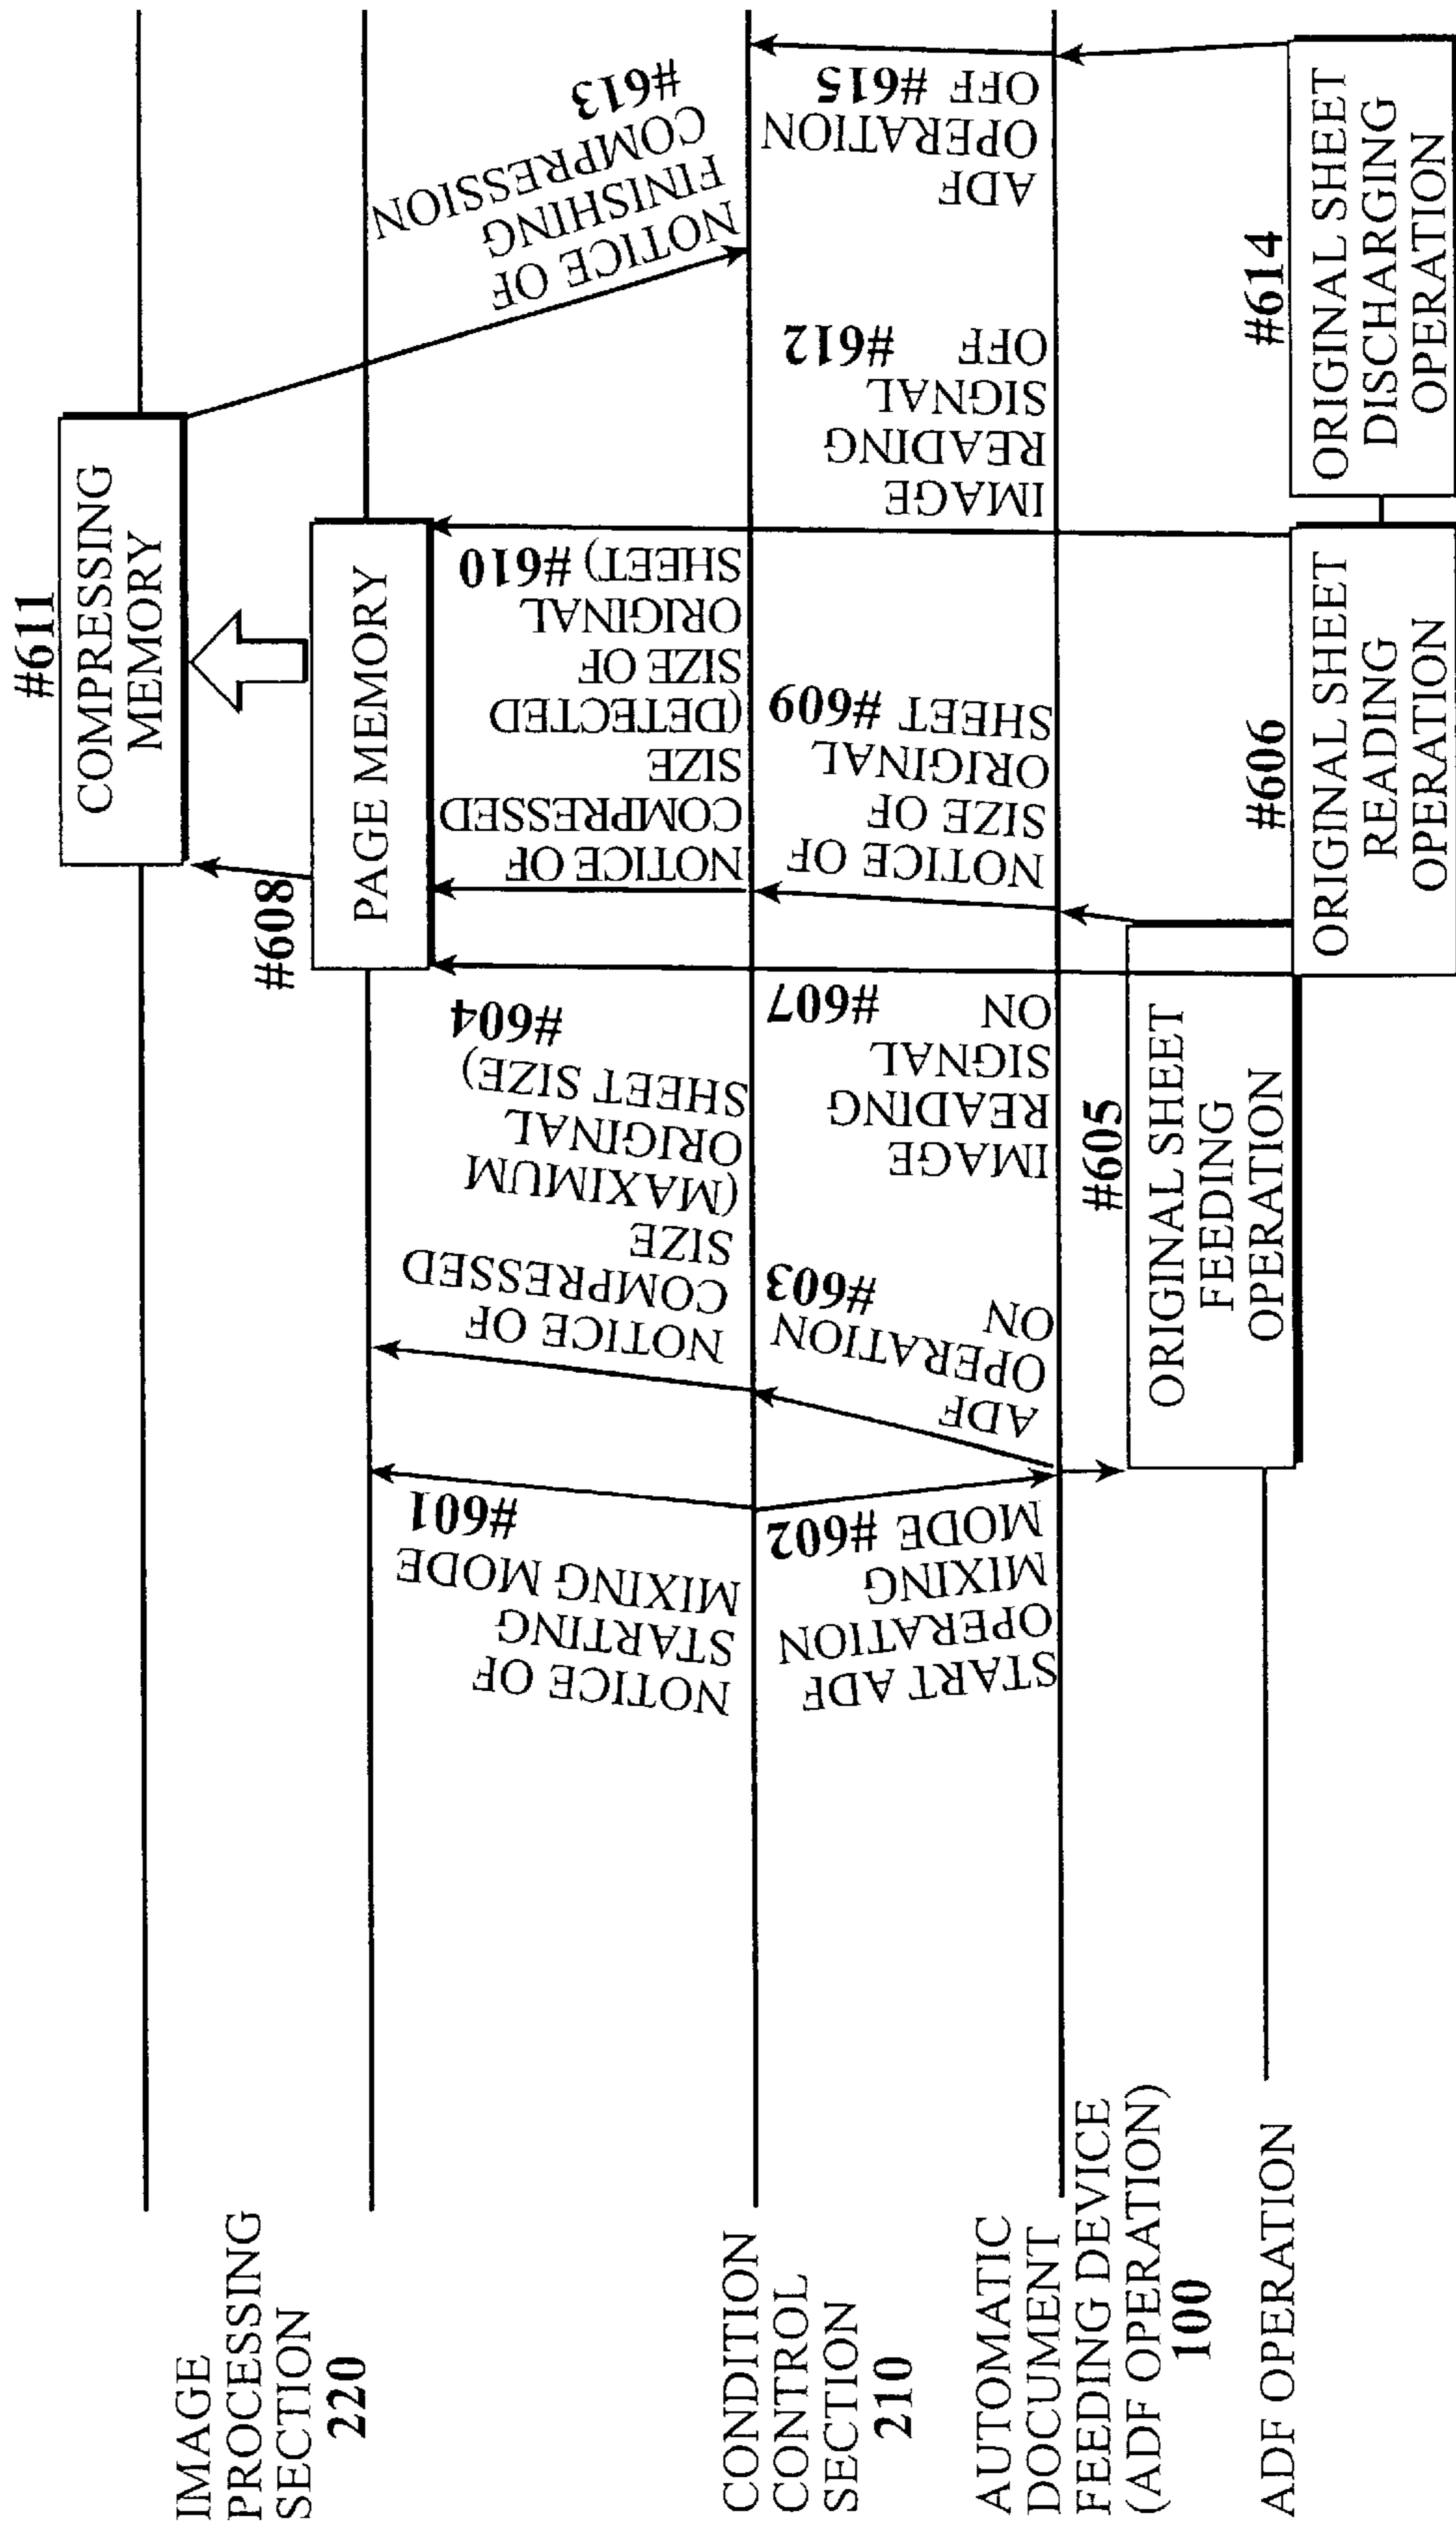 IMAGE
PROCESSING
SECTION
220
CONDITION
CONTROL
SECTION
210
AUTOMATIC
DOCUMENT
FEEDING DEVICE
(ADF OPERATION)
100
ADF OPERATION
NOTICE OF
STARTING
MIXING MODE
#601
START ADF
OPERATION
MIXING
MODE #602
ADF
OPERATION
ON
#603
NOTICE OF
COMPRESSED
SIZE
(MAXIMUM
ORIGINAL
SHEET SIZE)
#604
#605
ORIGINAL SHEET
FEEDING
OPERATION
#606
ORIGINAL SHEET
READING
OPERATION
IMAGE
READING
SIGNAL
ON
#607
#608
PAGE MEMORY
NOTICE OF
SIZE OF
ORIGINAL
SHEET #609
NOTICE OF
COMPRESSED
SIZE
(DETECTED
SIZE OF
ORIGINAL
SHEET) #610
#611
COMPRESSING
MEMORY
IMAGE
READING
SIGNAL
OFF
#612
NOTICE OF
FINISHING
COMPRESSION
#613
#614
ORIGINAL SHEET
DISCHARGING
OPERATION
ADF
OPERATION
OFF #615